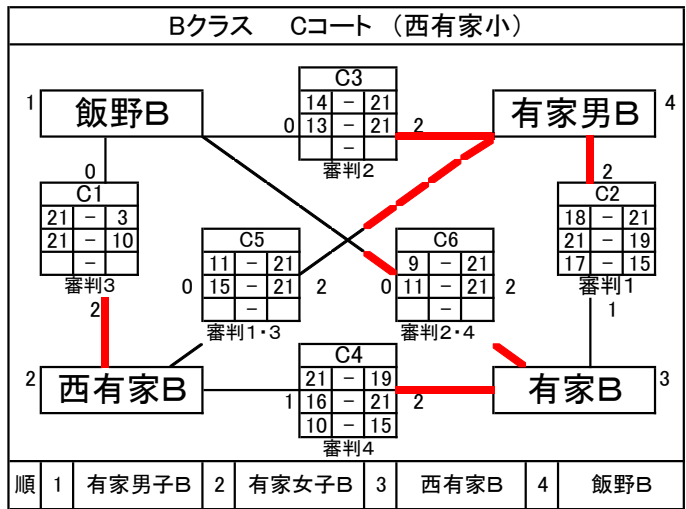 Bクラス Cコート (西有家小)
C3
1 飯野B 14 － 21 有家男B 4
0 13 － 21 2
－
審判2
0 2
C1 C2
21 － 3 18 － 21
21 － 10 C5 C6 21 － 19
－ 11 － 21 9 － 21 17 － 15
審判3 0 15 － 21 2 0 11 － 21 2 審判1
2 － － 1
審判1・3 審判2・4
C4
2 西有家B 21 － 19 有家B 3
1 16 － 21 2
10 － 15
審判4
順 1 有家男子B 2 有家女子B 3 西有家B 4 飯野B